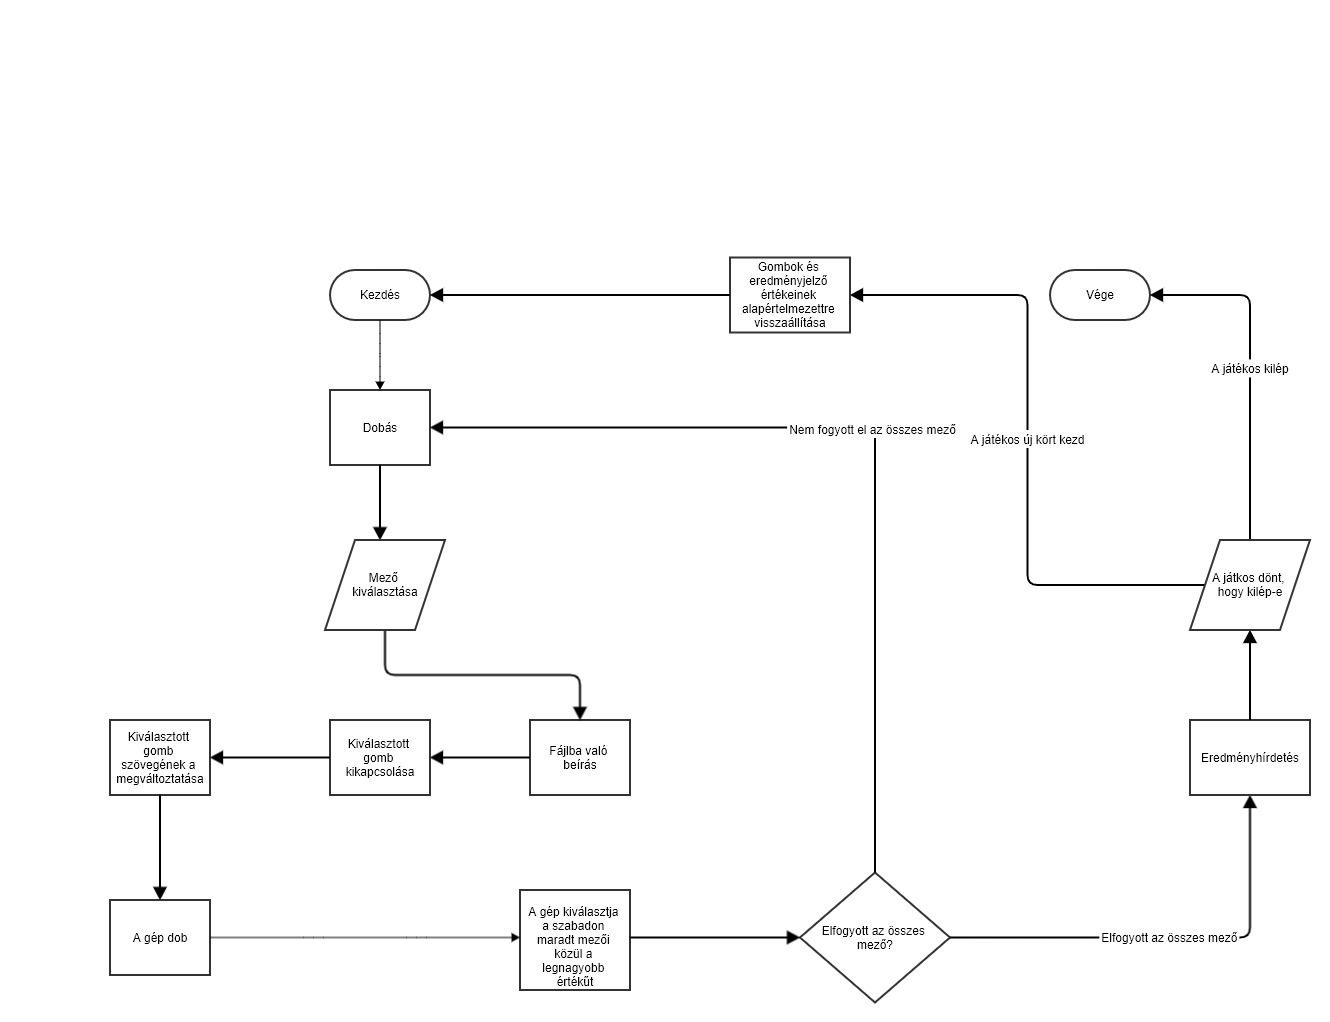 Gombok és
eredményjelző
értékeinek
alapértelmezettre
visszaállítása
Kezdés
Vége
A játékos kilép
Dobás
Nem fogyott el az összes mező
A játékos új kört kezd
Mező
kiválasztása
A játkos dönt,
hogy kilép-e
Kiválasztott
gomb
szövegének a
megváltoztatása
Kiválasztott
gomb
kikapcsolása
Fájlba való
beírás
Eredményhírdetés
A gép dob
A gép kiválasztja
a szabadon
maradt mezői
közül a
legnagyobb
értékűt
Elfogyott az összes
mező?
Elfogyott az összes mező